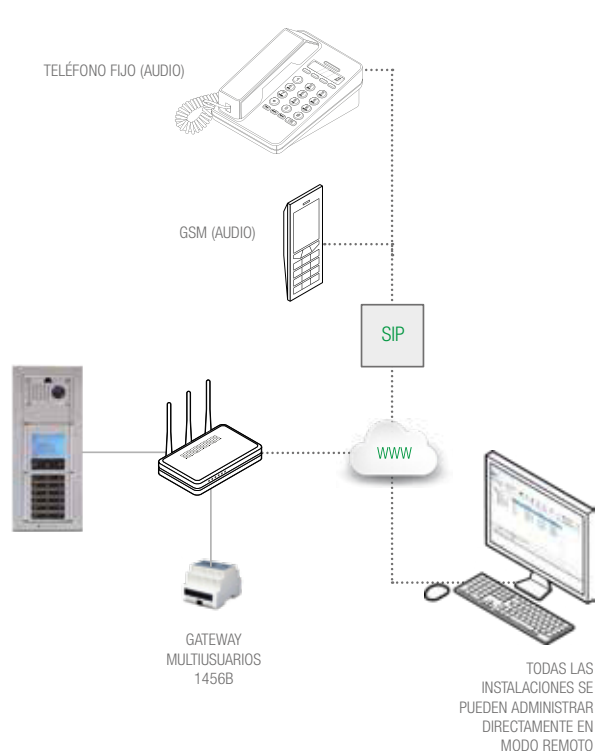 TELÉFONO FIJO (AUDIO)
GSM (AUDIO)
SIP
WWW
GATEWAY
MULTIUSUARIOS
1456B
TODAS LAS
INSTALACIONES SE
PUEDEN ADMINISTRAR
DIRECTAMENTE EN
MODO REMOTO